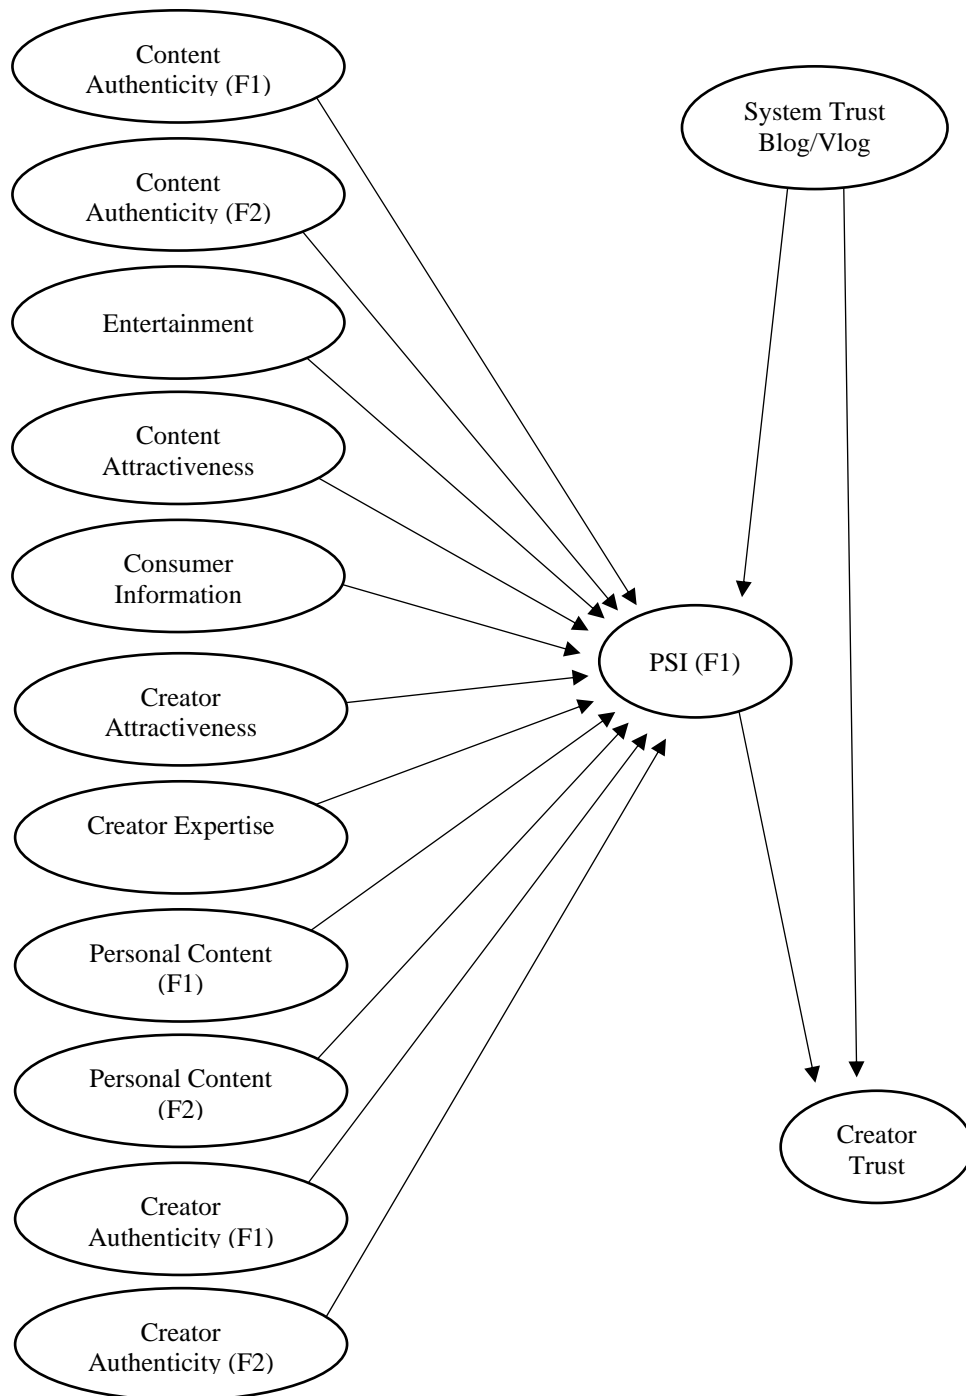 Content
Authenticity (F1)
Content
Authenticity (F2)
Entertainment
Content
Attractiveness
Consumer
Information
Creator
Attractiveness
Creator Expertise
Personal Content
(F1)
Personal Content
(F2)
Creator
Authenticity (F1)
Creator
Authenticity (F2)
System Trust
Blog/Vlog
PSI (F1)
Creator
Trust